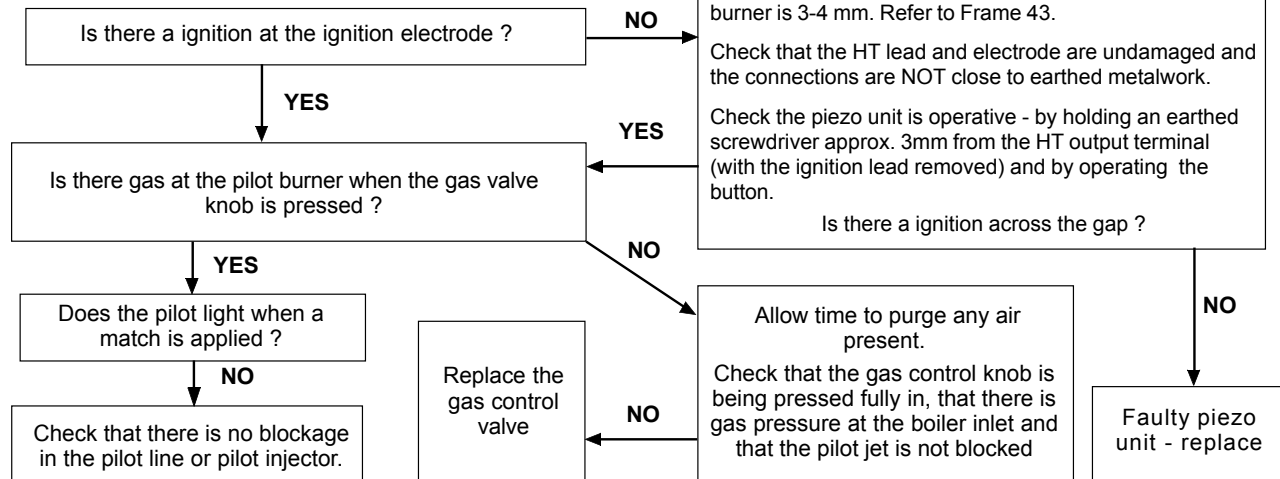 Is there a ignition at the ignition electrode ?
NO
burner is 3-4 mm. Refer to Frame 43.
Check that the HT lead and electrode are undamaged and
the connections are NOT close to earthed metalwork.
Check the piezo unit is operative - by holding an earthed
screwdriver approx. 3mm from the HT output terminal
(with the ignition lead removed) and by operating the
button.
Is there a ignition across the gap ?
YES
YES
Is there gas at the pilot burner when the gas valve
knob is pressed ?
YES
NO
NO
Does the pilot light when a
match is applied ?
NO
Check that there is no blockage
in the pilot line or pilot injector.
Replace the
gas control
valve
NO
Allow time to purge any air
present.
Check that the gas control knob is
being pressed fully in, that there is
gas pressure at the boiler inlet and
that the pilot jet is not blocked
Faulty piezo
unit - replace